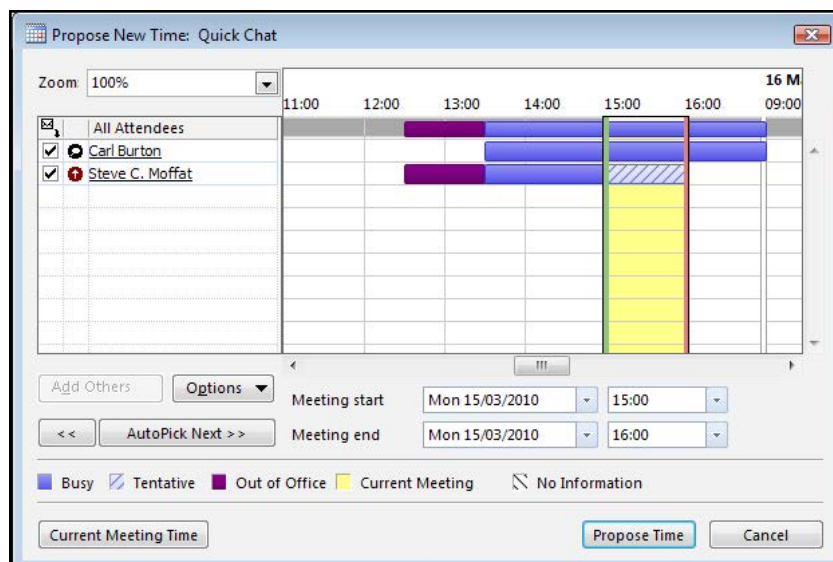 Propose New Time: Quick Chat
Zoom: 100%
16 M
11:00 12:00 13:00 14:00 15:00 16:00 09:00
All Attendees
Carl Burton
Steve C. Moffat
Add Others Options
Meeting start Mon 15/03/2010 15:00
<< AutoPick Next >> Meeting end Mon 15/03/2010 16:00
Busy Tentative Out of Office Current Meeting No Information
Current Meeting Time Propose Time Cancel